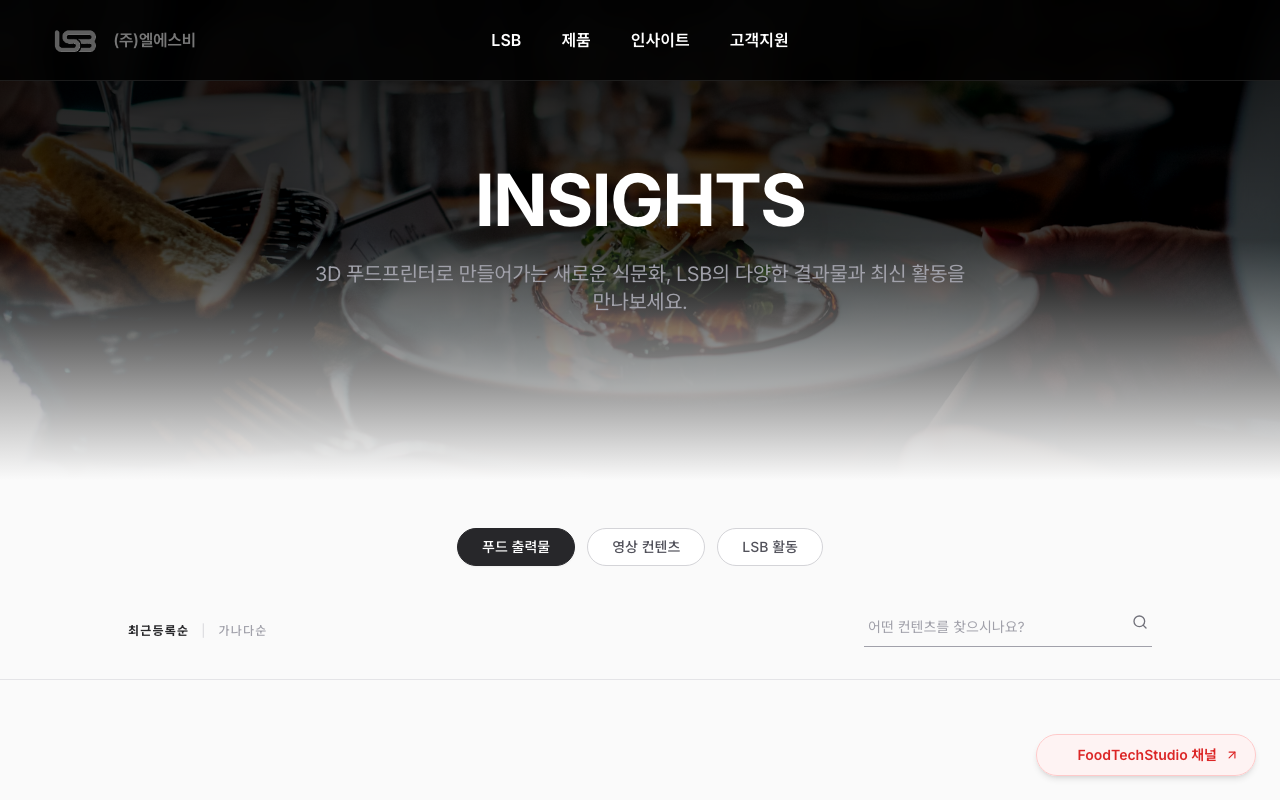 LSB (주)엘에스비
LSB 제품 인사이트 고객지원
INSIGHTS
3D 푸드프린터로 만들어가는 새로운 식문화, LSB의 다양한 결과물과 최신 활동을
만나보세요.
푸드 출력물 영상 컨텐츠 LSB 활동
최근등록순 가나다순
어떤 컨텐츠를 찾으시나요?
FoodTechStudio 채널